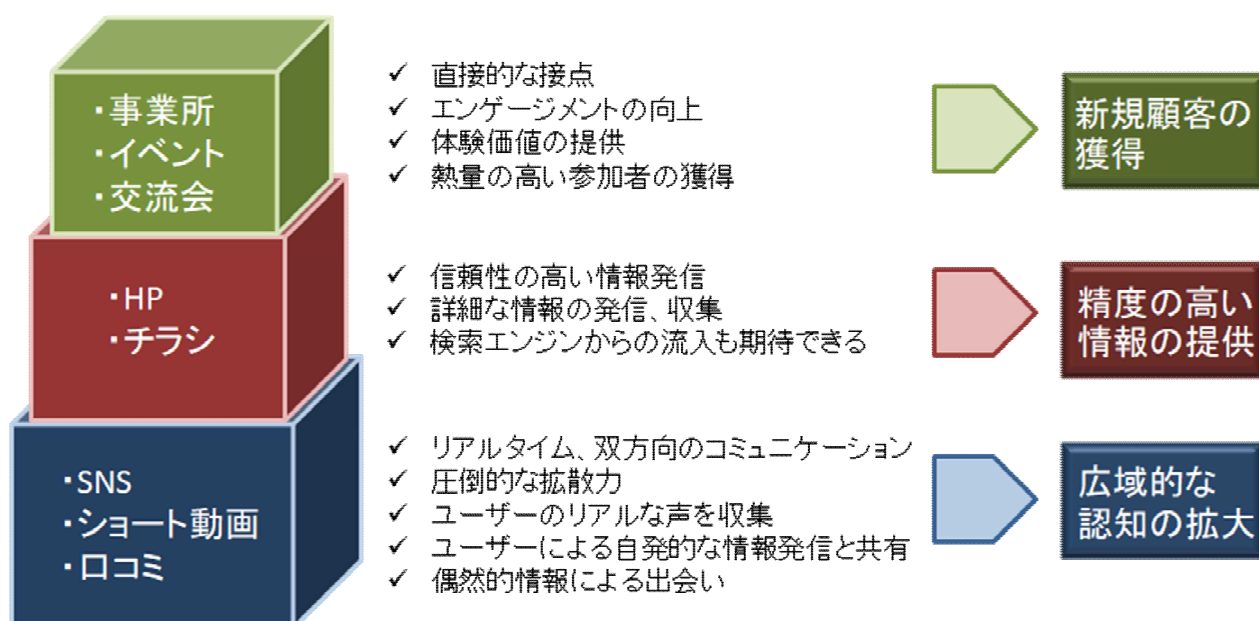 ・事業所
・イベント
・交流会
✓ 直接的な接点
✓ エンゲージメントの向上
✓ 体験価値の提供
✓ 熱量の高い参加者の獲得
新規顧客の
獲得
・HP
・チラシ
✓ 信頼性の高い情報発信
✓ 詳細な情報の発信、収集
✓ 検索エンジンからの流入も期待できる
精度の高い
情報の提供
・SNS
・ショート動画
・口コミ
✓ リアルタイム、双方向のコミュニケーション
✓ 圧倒的な拡散力
✓ ユーザーのリアルな声を収集
✓ ユーザーによる自発的な情報発信と共有
✓ 偶然的情報による出会い
広域的な
認知の拡大